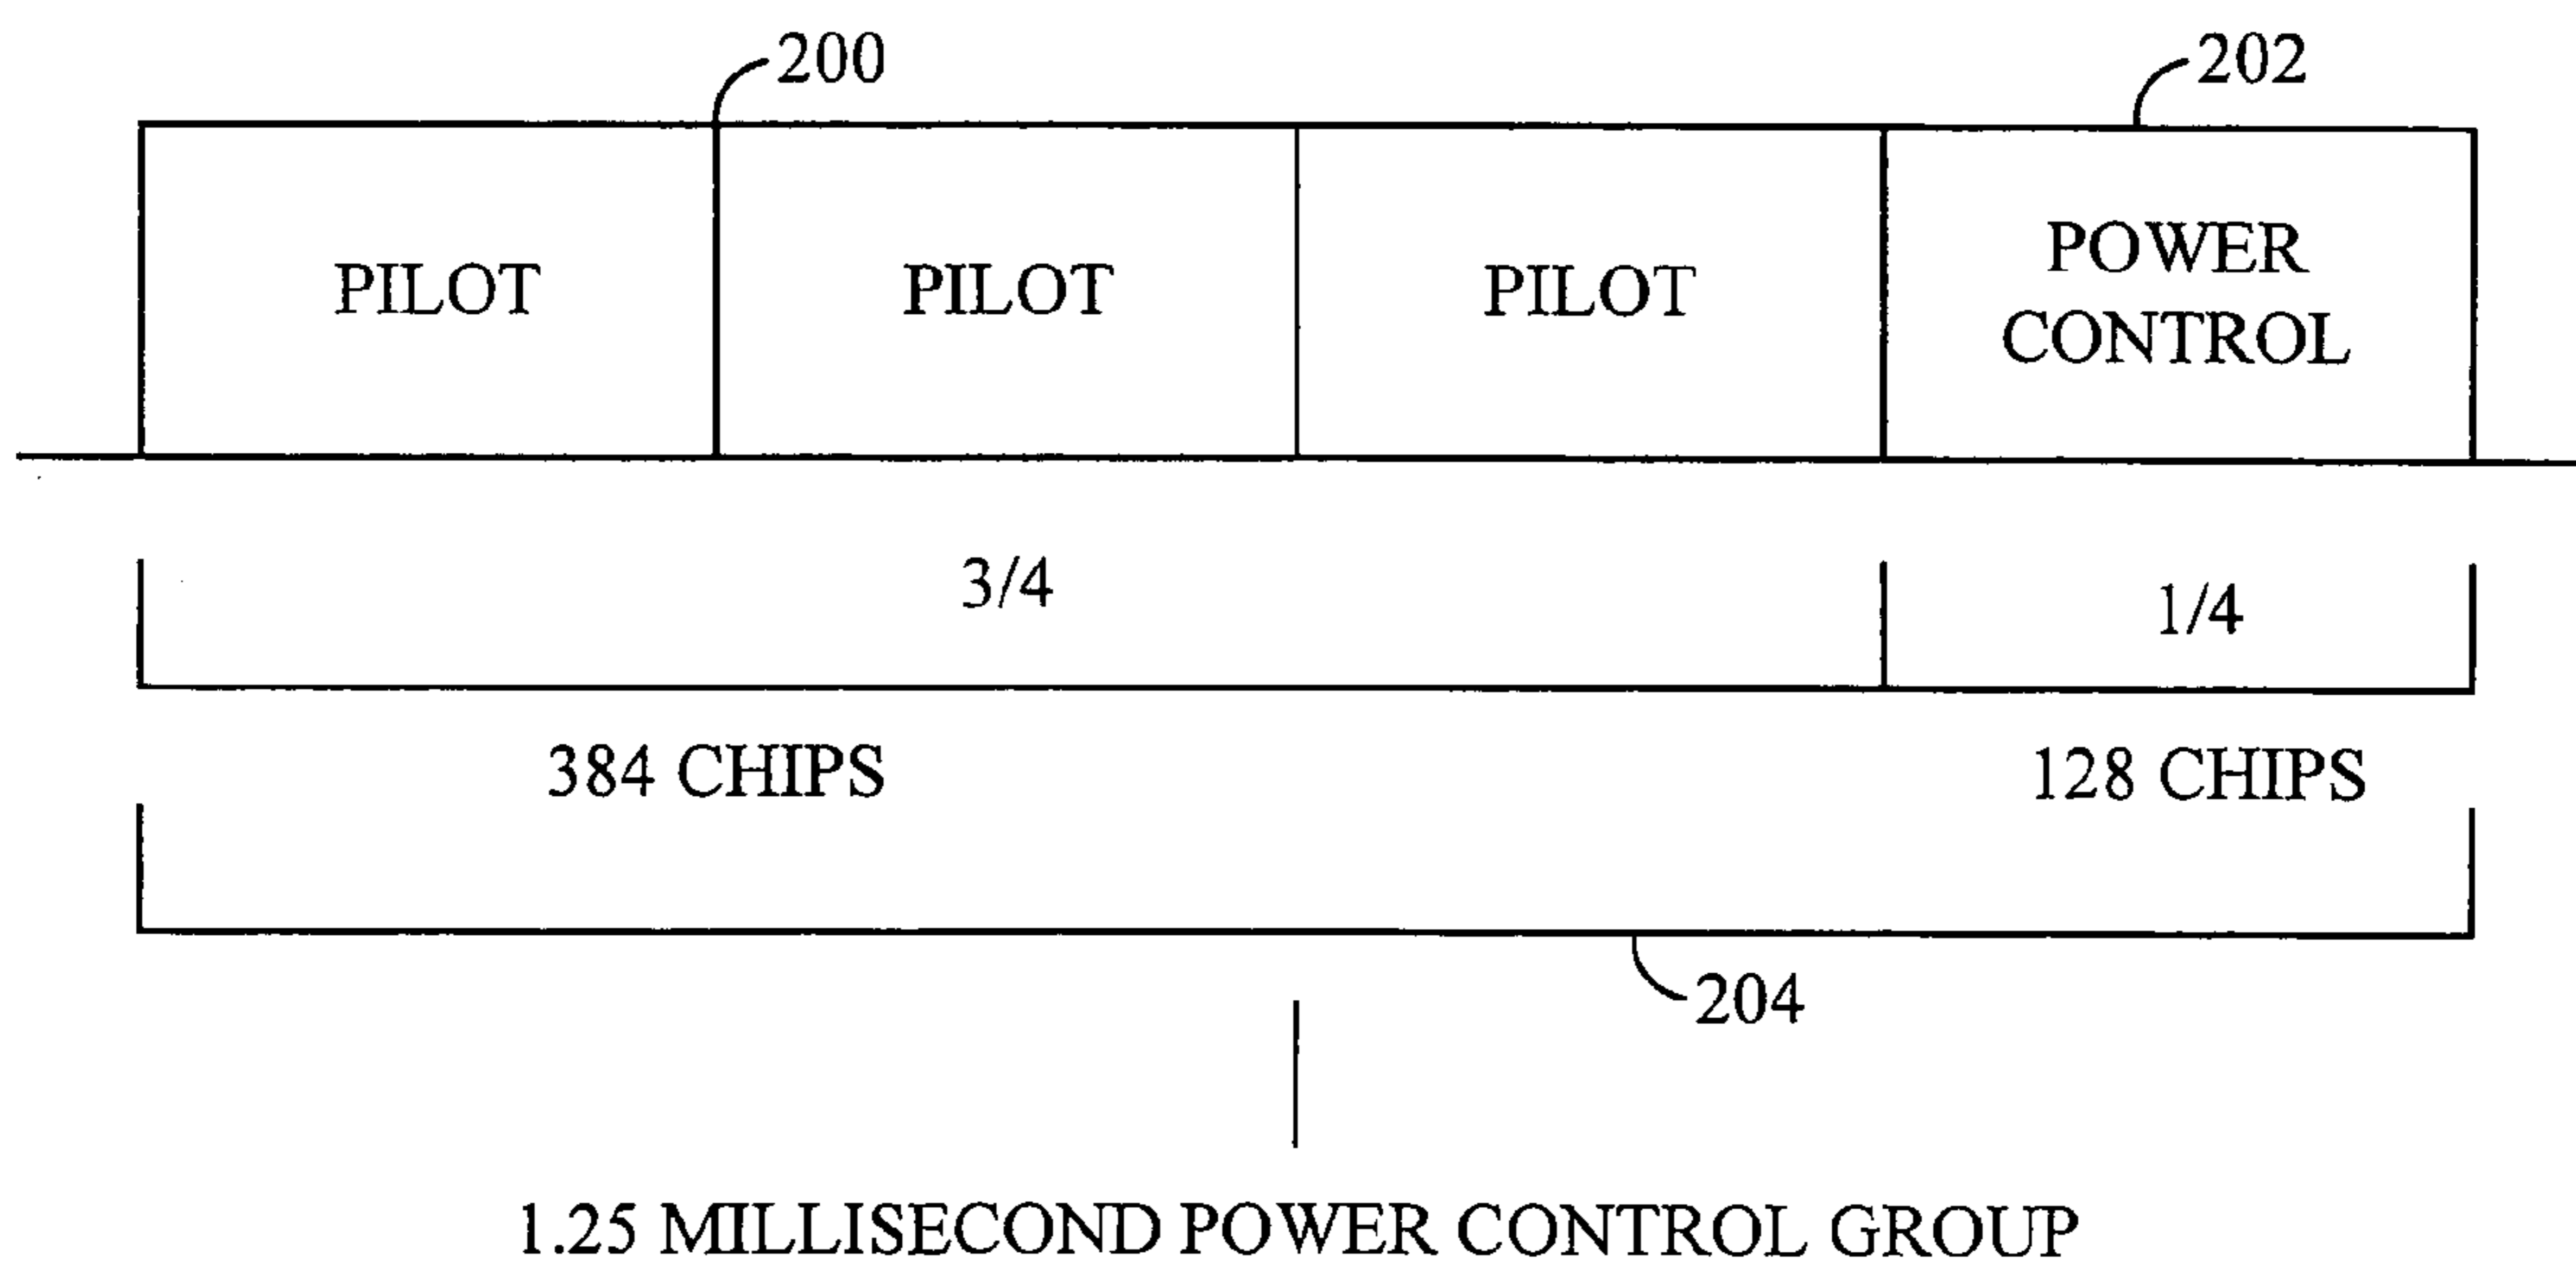 200
202
PILOT
PILOT
PILOT
POWER
CONTROL
3/4
1/4
384 CHIPS
128 CHIPS
204
1.25 MILLISECOND POWER CONTROL GROUP